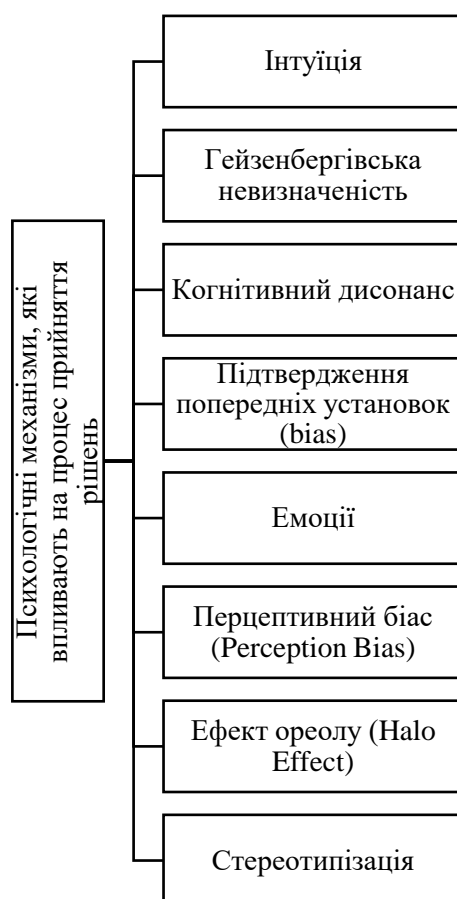 Психологічні механізми, які
впливають на процес прийняття
рішень
Інтуїція
Гейзенбергівська
невизначеність
Когнітивний дисонанс
Підтвердження
попередніх установок
(bias)
Емоції
Перцептивний біас
(Perception Bias)
Ефект ореолу (Halo
Effect)
Стереотипізація